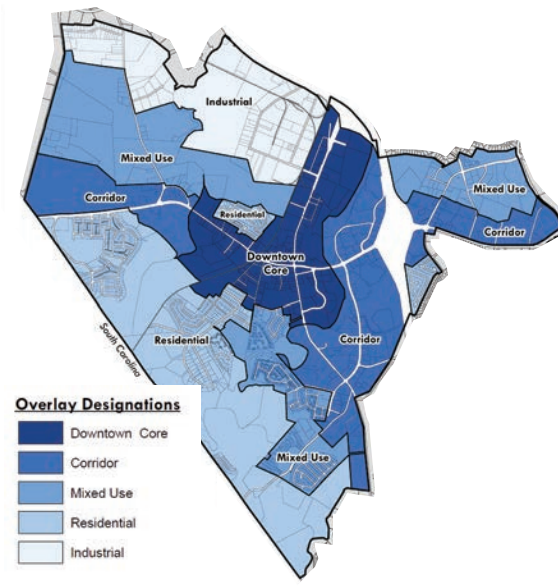 Industrial
Mixed Use
Mixed Use
Corridor
Residential
Corridor
Downtown
Core
Corridor
Residential
South Carolina
Mixed Use
Overlay Designations
Downtown Core
Corridor
Mixed Use
Residential
Industrial